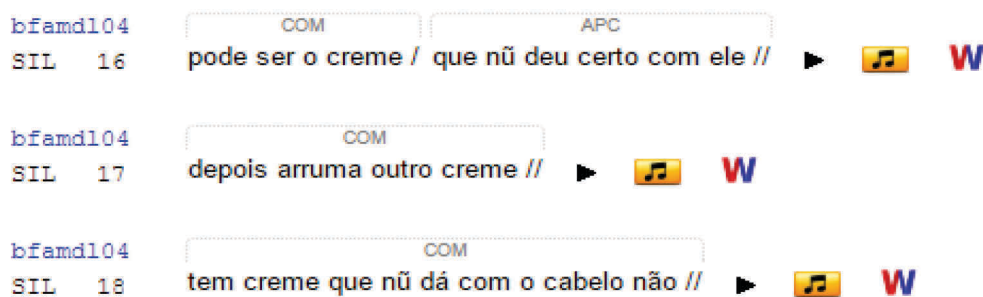 bfamdl04 COM APC
SIL 16 pode ser o creme / que nũ deu certo com ele // W
bfamdl04 COM
SIL 17 depois arruma outro creme // W
bfamdl04 COM
SIL 18 tem creme que nũ dá com o cabelo não // W